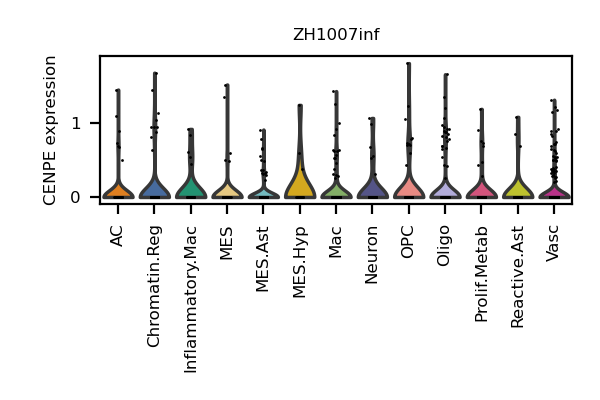 ZH1007inf
CENPE expression
1
0
AC
Chromatin.Reg
Inflammatory.Mac
MES
MES.Ast
MES.Hyp
Mac
Neuron
OPC
Oligo
Prolif.Metab
Reactive.Ast
Vasc